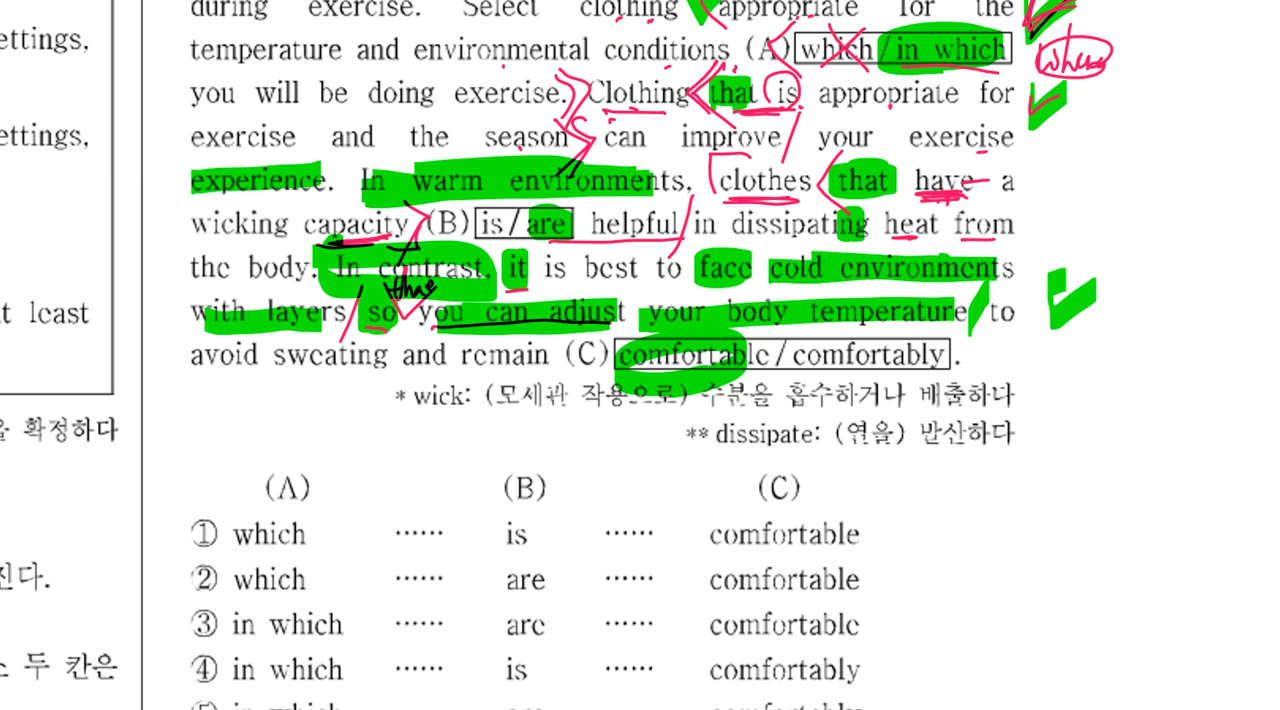 during exercise. Select clothing appropriate for the
ettings,
temperature and environmental conditions (A) which / in which
where
you will be doing exercise. Clothing that is appropriate for
ettings,
exercise and the season can improve your exercise
experience. In warm environments, clothes that have a
wicking capacity (B) is / are helpful in dissipating heat from
the body. In contrast, it is best to face cold environments
that
t least
with layers so you can adjust your body temperature to
avoid sweating and remain (C) comfortable / comfortably .
* wick: (모세관 작용으로) 수분을 흡수하거나 배출하다
을 확정하다
** dissipate: (열을) 발산하다
(A) (B) (C)
① which ...... is ...... comfortable
진다.
② which ...... are ...... comfortable
③ in which ...... are ...... comfortable
두 칸은
④ in which ...... is ...... comfortably